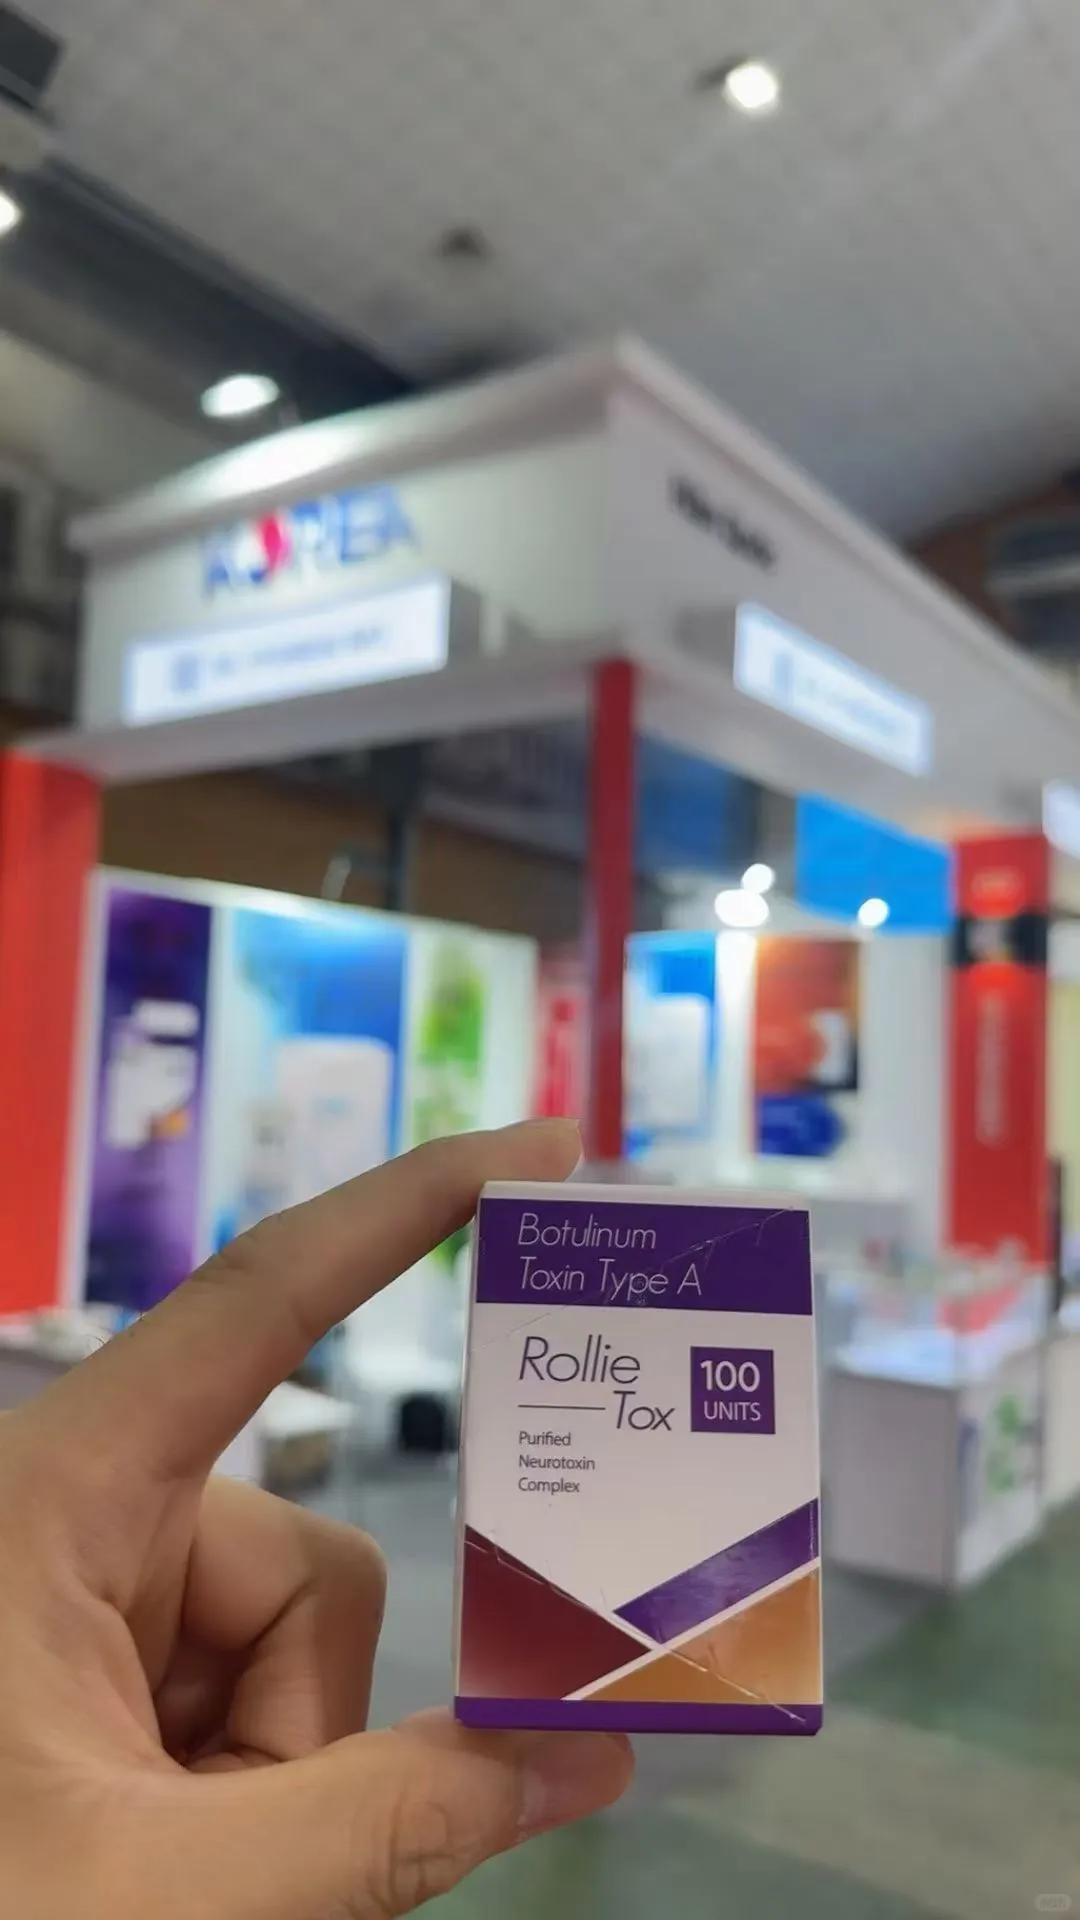 KOREA
Botulinum
Toxin Type A
Rollie
Tox
100
UNITS
Purified
Neurotoxin
Complex